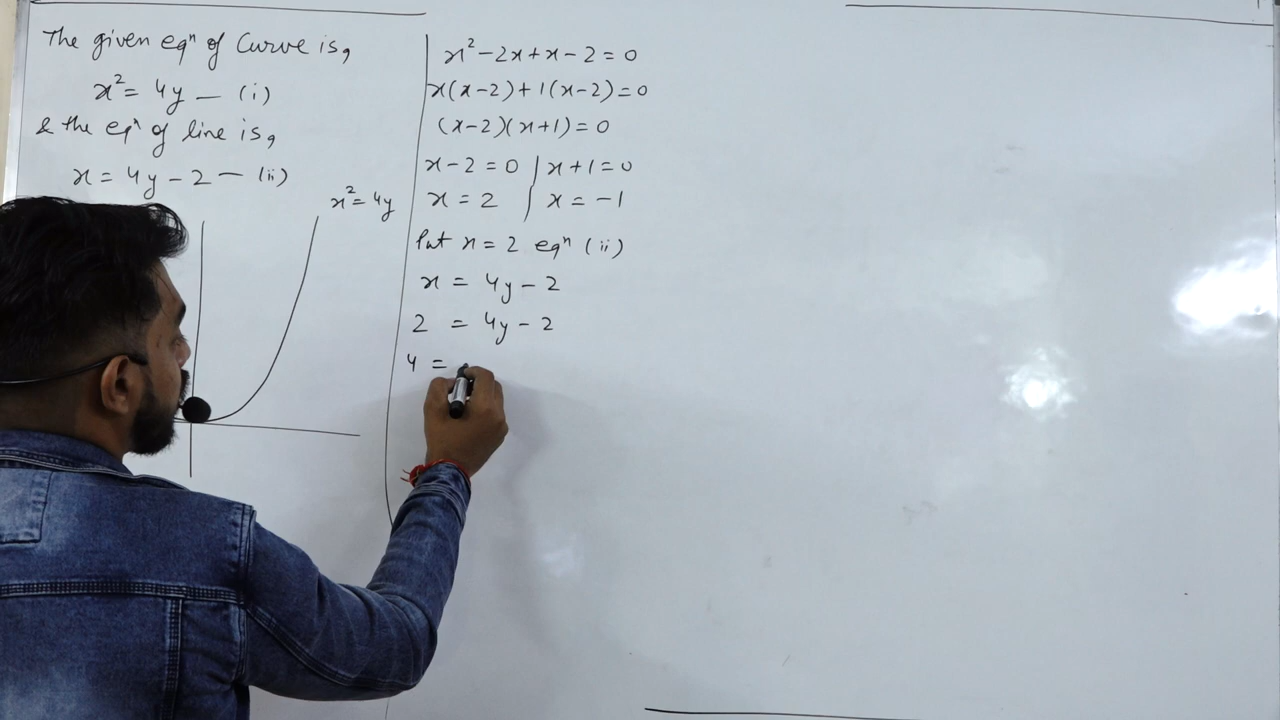 The given eqⁿ of Curve is,
x² = 4y — (i)
& the eqⁿ of line is,
x = 4y - 2 — (ii)
x² = 4y
x² - 2x + x - 2 = 0
x(x-2) + 1(x-2) = 0
(x-2)(x+1) = 0
x - 2 = 0 | x + 1 = 0
x = 2 | x = -1
Put x = 2 eqⁿ (ii)
x = 4y - 2
2 = 4y - 2
4 =